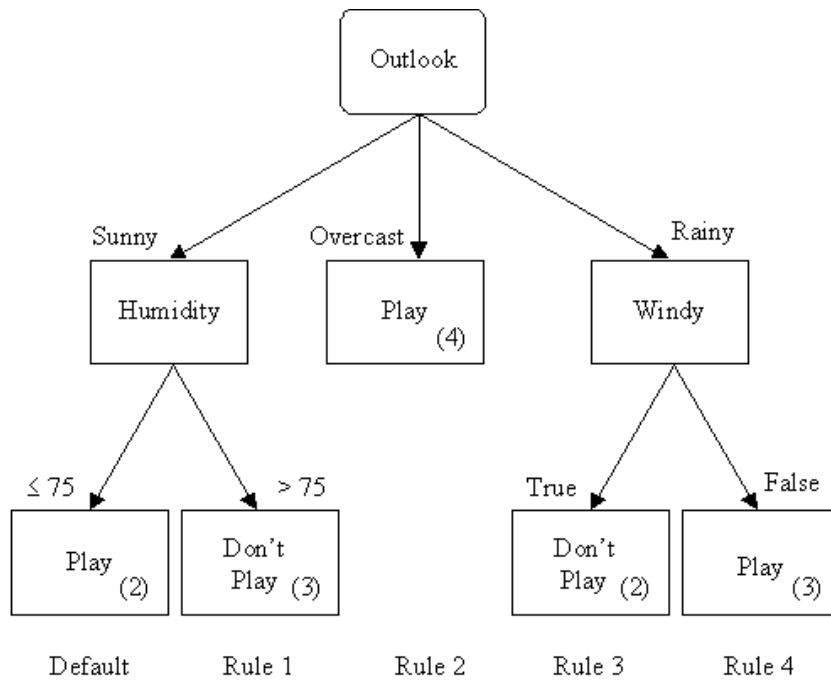 Outlook
Sunny
Overcast
Rainy
Humidity
Play
(4)
Windy
≤ 75
> 75
True
False
Play (2)
Don't
Play (3)
Don't
Play (2)
Play (3)
Default
Rule 1
Rule 2
Rule 3
Rule 4